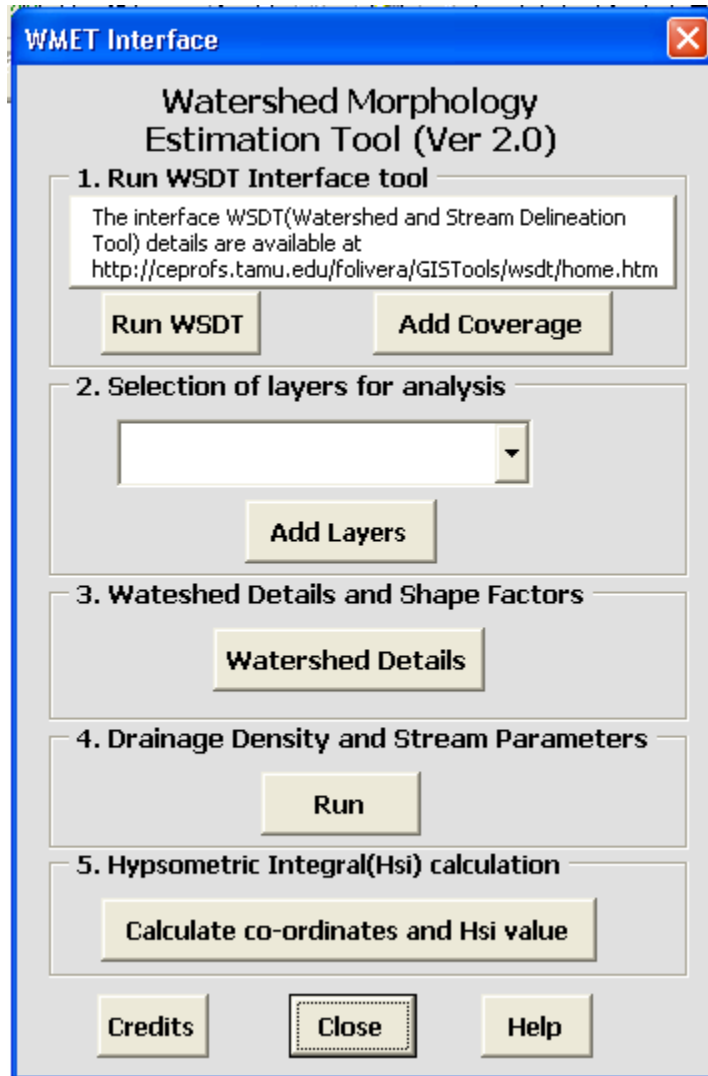 WMET Interface
Watershed Morphology
Estimation Tool (Ver 2.0)
1. Run WSDT Interface tool
The interface WSDT(Watershed and Stream Delineation
Tool) details are available at
http://ceprofs.tamu.edu/folivera/GISTools/wsdt/home.htm
Run WSDT
Add Coverage
2. Selection of layers for analysis
Add Layers
3. Wateshed Details and Shape Factors
Watershed Details
4. Drainage Density and Stream Parameters
Run
5. Hypsometric Integral(Hsi) calculation
Calculate co-ordinates and Hsi value
Credits
Close
Help